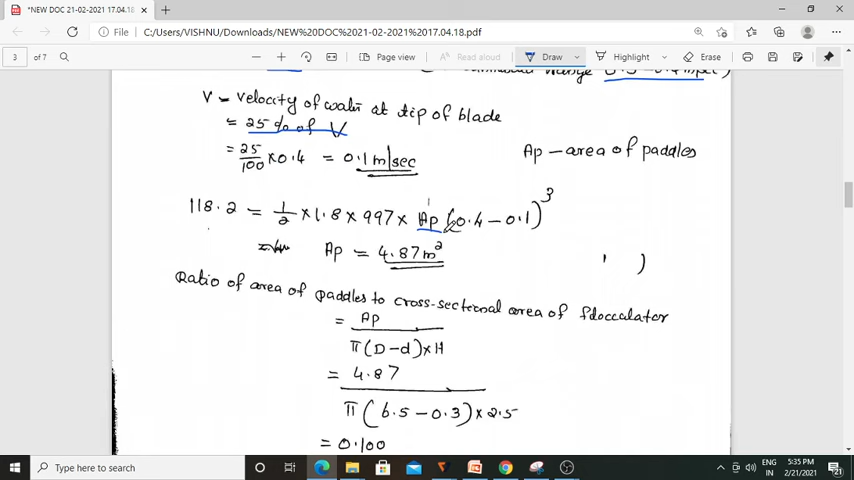 *NEW DOC 21-02-2021 17.04.18.pdf
File C:/Users/VISHNU/Downloads/NEW%20DOC%2021-02-2021%2017.04.18.pdf
3 of 7 Page view Read aloud Draw Highlight Erase
V - velocity of water at tip of blade
= 25% of V
= 25/100 × 0.4 = 0.1 m/sec
Ap - area of paddles
118.2 = 1/2 × 1.8 × 997 × Ap (0.4 - 0.1)^3
Ap = 4.87 m²
Ratio of area of paddles to cross-sectional area of fdocculator
= Ap
π(D-d)×H
= 4.87
π(6.5-0.3)×2.5
= 0.100
Type here to search
ENG
IN
5:35 PM
2/21/2021
21